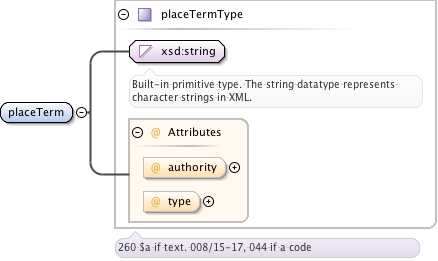 placeTermType
xsd:string
Built-in primitive type. The string datatype represents
character strings in XML.
placeTerm
@ Attributes
@ authority
@ type
260 $a if text. 008/15-17, 044 if a code